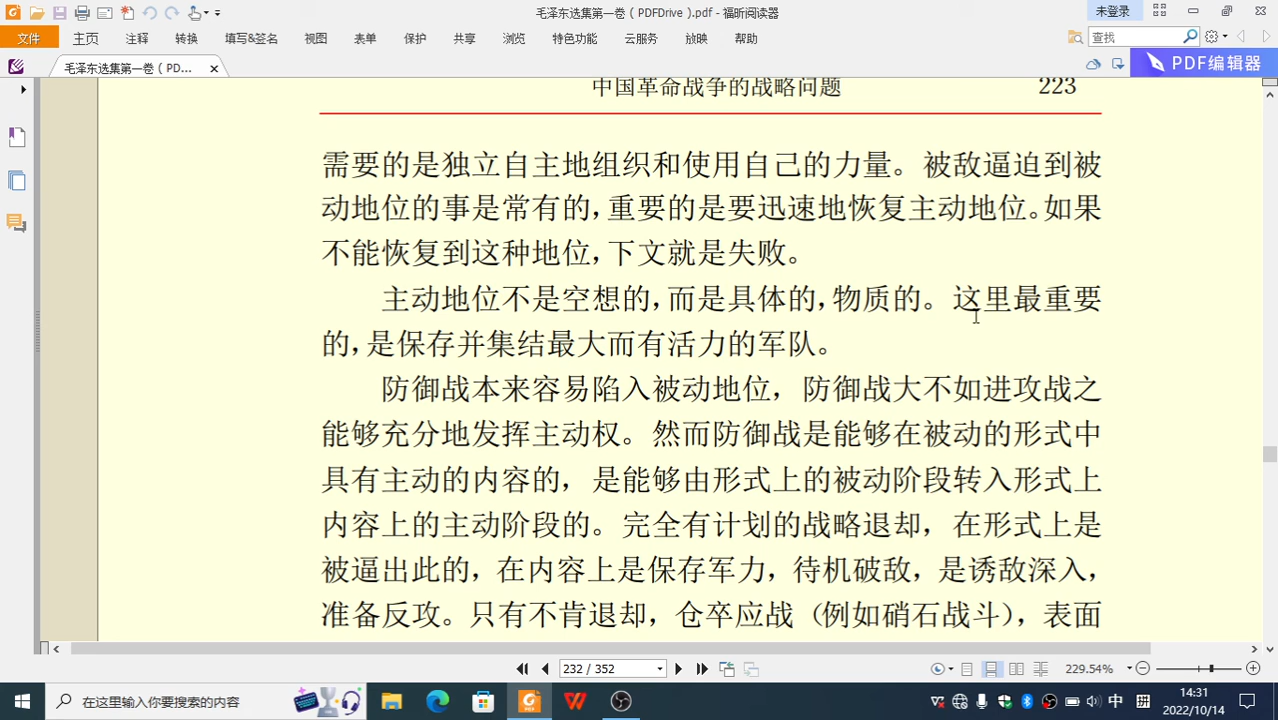 毛泽东选集第一卷（PDFDrive ).pdf - 福昕阅读器
未登录
文件 主页 注释 转换 填写&签名 视图 表单 保护 共享 浏览 特色功能 云服务 放映 帮助
查找
毛泽东选集第一卷（PD...
PDF编辑器
中国革命战争的战略问题 223
需要的是独立自主地组织和使用自己的力量。被敌逼迫到被
动地位的事是常有的，重要的是要迅速地恢复主动地位。如果
不能恢复到这种地位，下文就是失败。
主动地位不是空想的，而是具体的，物质的。这里最重要
的，是保存并集结最大而有活力的军队。
防御战本来容易陷入被动地位，防御战大不如进攻战之
能够充分地发挥主动权。然而防御战是能够在被动的形式中
具有主动的内容的，是能够由形式上的被动阶段转入形式上
内容上的主动阶段的。完全有计划的战略退却，在形式上是
被逼出此的，在内容上是保存军力，待机破敌，是诱敌深入，
准备反攻。只有不肯退却，仓卒应战（例如硝石战斗），表面
232 / 352
229.54%
在这里输入你要搜索的内容
中 拼
14:31
2022/10/14